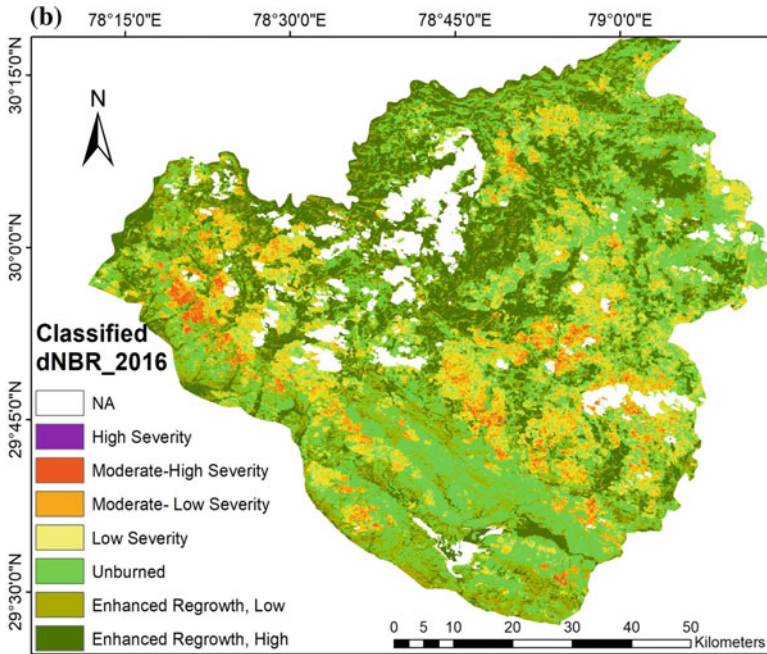 (b)
78°15'0"E 78°30'0"E 78°45'0"E 79°0'0"E
30°15'0"N
30°0'0"N
29°45'0"N
29°30'0"N
N
Classified
dNBR_2016
NA
High Severity
Moderate-High Severity
Moderate- Low Severity
Low Severity
Unburned
Enhanced Regrowth, Low
Enhanced Regrowth, High
0 5 10 20 30 40 50
Kilometers